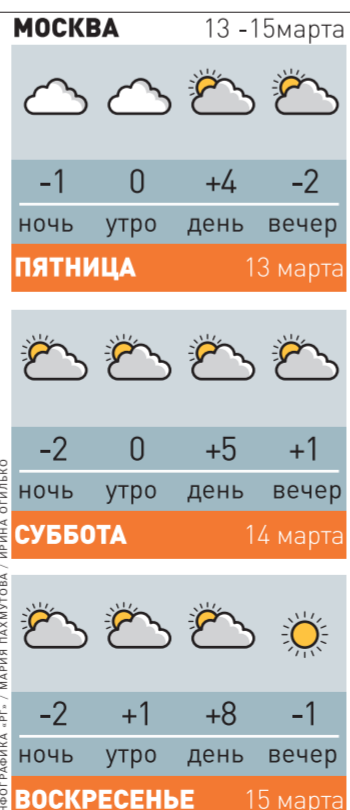 МОСКВА 13 -15марта
-1 0 +4 -2
ночь утро день вечер
ПЯТНИЦА 13 марта
-2 0 +5 +1
ночь утро день вечер
СУББОТА 14 марта
-2 +1 +8 -1
ночь утро день вечер
ВОСКРЕСЕНЬЕ 15 марта
«РГ» / МАРИЯ ПАХМУТОВА / ИРИНА ОГИЛЬКО